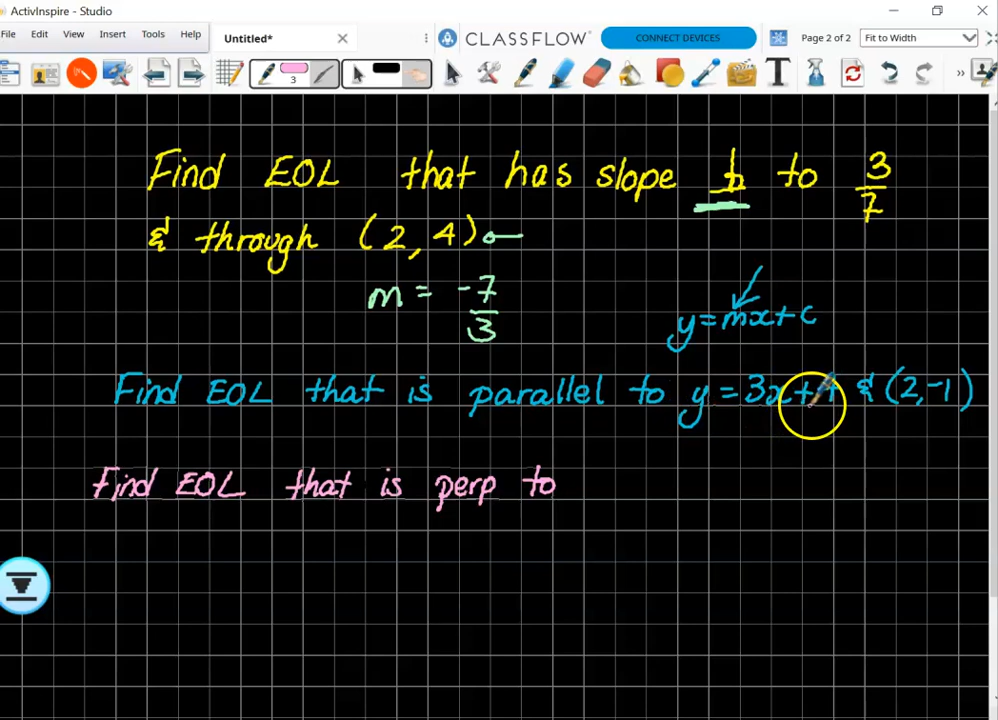 ActivInspire - Studio
File Edit View Insert Tools Help
Untitled*
CLASSFLOW
CONNECT DEVICES
Page 2 of 2
Fit to Width
3
T
Find EOL that has slope ⊥ to 3/7
& through (2, 4)
m = -7/3
y = mx + c
Find EOL that is parallel to y = 3x + & (2, -1)
Find EOL that is perp to